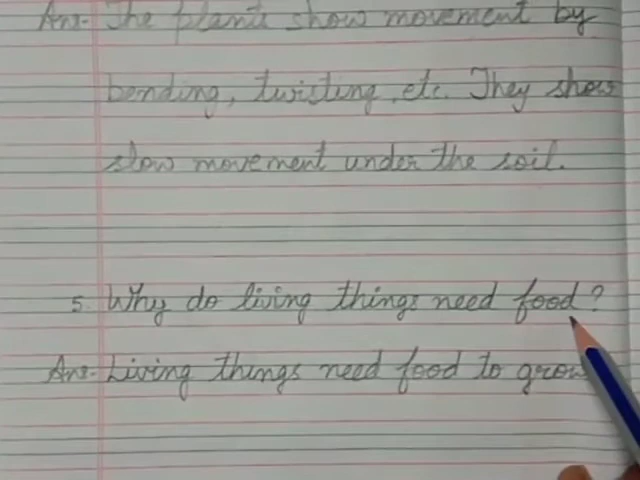 Ans- The plants show movement by
bending, twisting, etc. They show
slow movement under the soil.
5. Why do living things need food?
Ans- Living things need food to grow